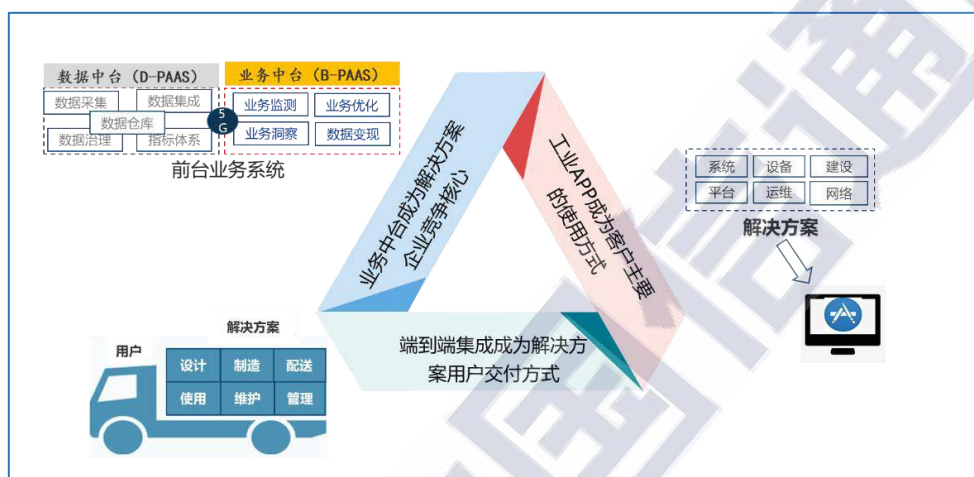 数据中台（D-PAAS）
业务中台（B-PAAS）
数据采集
数据集成
数据仓库
数据治理
指标体系
5G
业务监测
业务优化
业务洞察
数据变现
前台业务系统
业务中台成为解决方案
企业竞争核心
工业APP成为客户主要
的使用方式
端到端集成成为解决方
案用户交付方式
系统
设备
建设
平台
运维
网络
解决方案
用户
解决方案
设计
制造
配送
使用
维护
管理
国信通